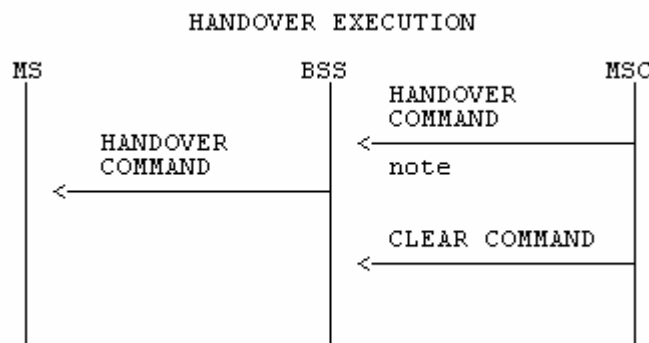 HANDOVER EXECUTION
MS BSS MSC
HANDOVER
COMMAND
HANDOVER
COMMAND
note
CLEAR COMMAND